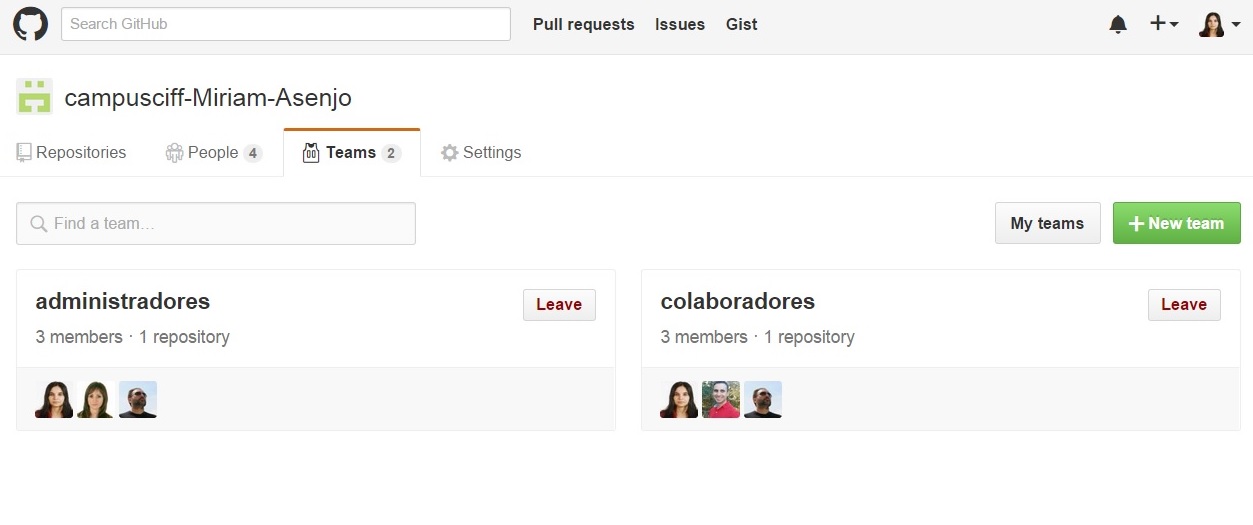 Search GitHub Pull requests Issues Gist
campusciff-Miriam-Asenjo
Repositories People 4 Teams 2 Settings
Find a team... My teams New team
administradores Leave
3 members · 1 repository
colaboradores Leave
3 members · 1 repository